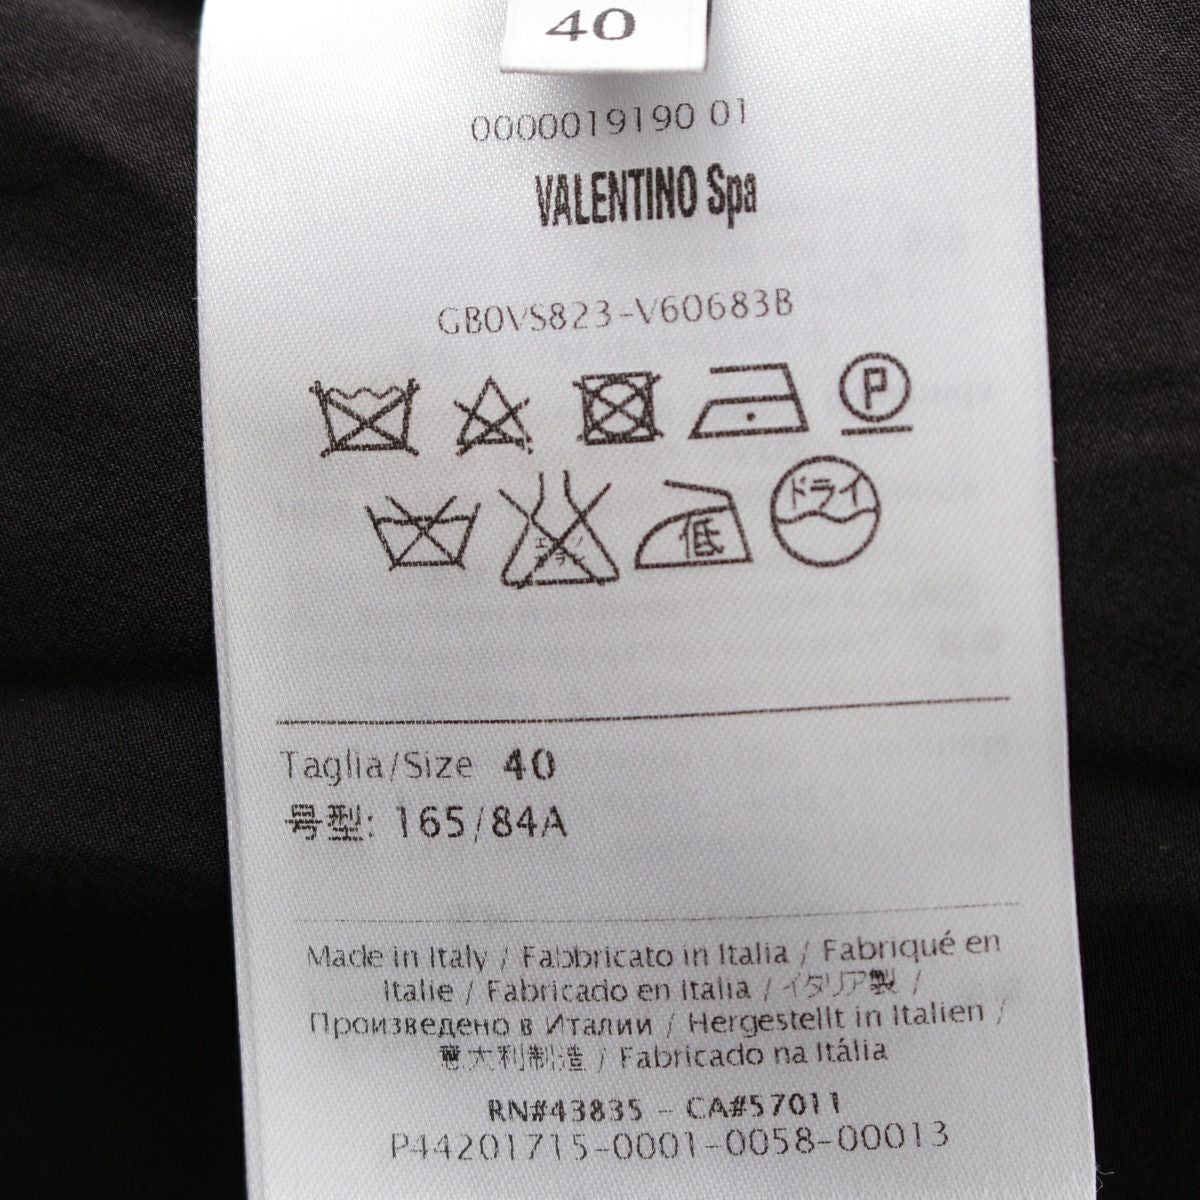 40
0000019190 01
VALENTINO Spa
GB0VS823-V60683B
P
ドライ
低
Taglia/Size 40
号型: 165/84A
Made in Italy / Fabbricato in Italia / Fabriqué en
Italie / Fabricado en Italia / イタリア製 /
Произведено в Италии / Hergestellt in Italien /
意大利制造 / Fabricado na Itália
RN#43835 - CA#57011
P44201715-0001-0058-00013